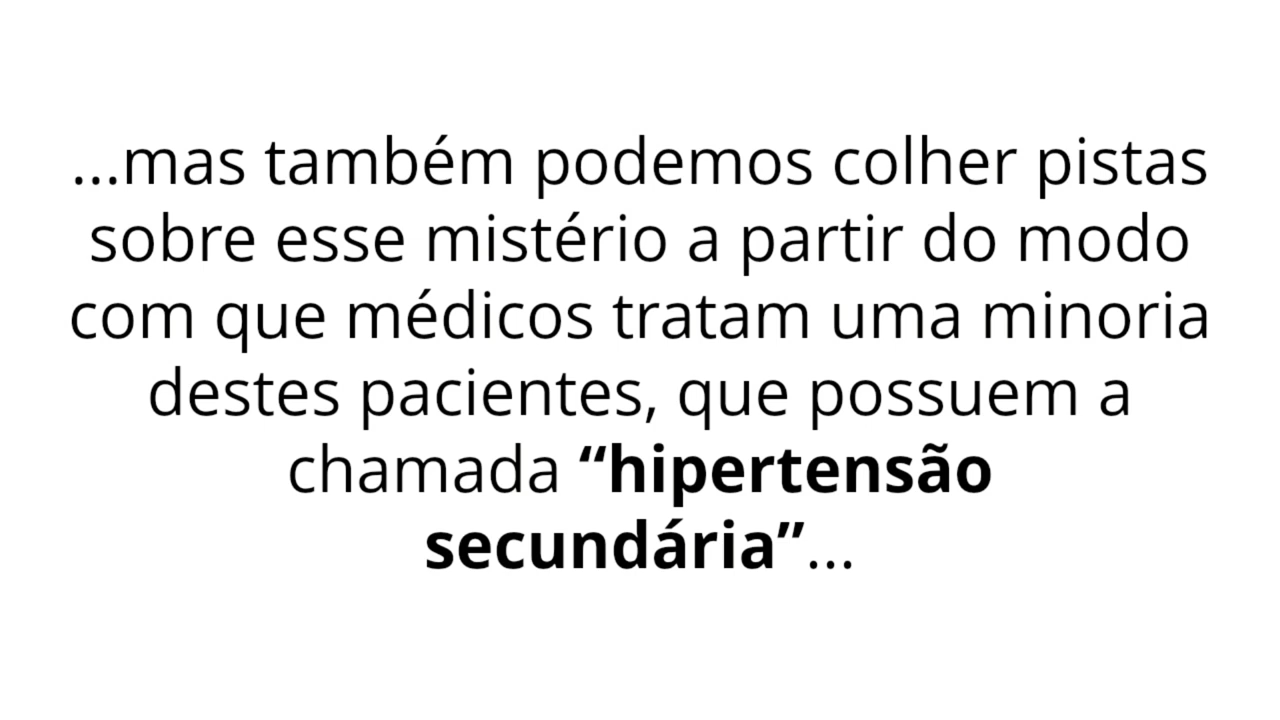 ...mas também podemos colher pistas
sobre esse mistério a partir do modo
com que médicos tratam uma minoria
destes pacientes, que possuem a
chamada “hipertensão
secundária”...